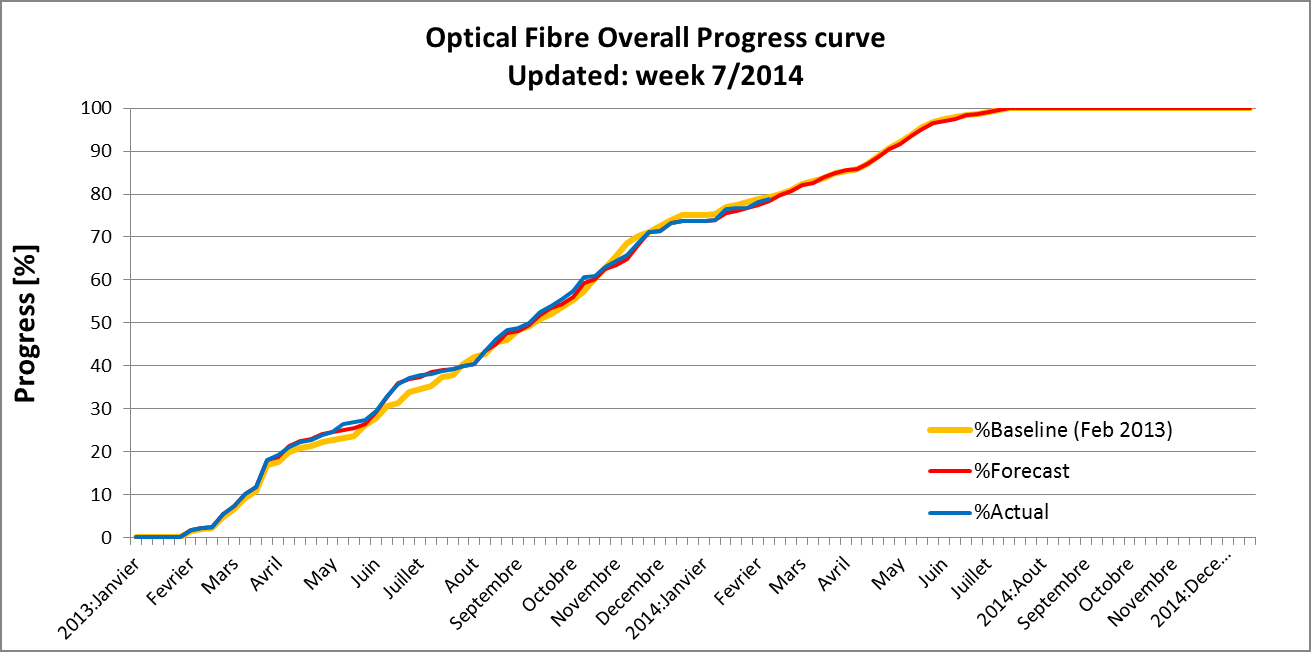 Optical Fibre Overall Progress curve
Updated: week 7/2014
Progress [%]
100
90
80
70
60
50
40
30
20
10
0
%Baseline (Feb 2013)
%Forecast
%Actual
2013:Janvier
Fevrier
Mars
Avril
May
Juin
Juillet
Aout
Septembre
Octobre
Novembre
Decembre
2014:Janvier
Fevrier
Mars
Avril
May
Juin
Juillet
2014:Aout
Septembre
Octobre
Novembre
2014:Dece...